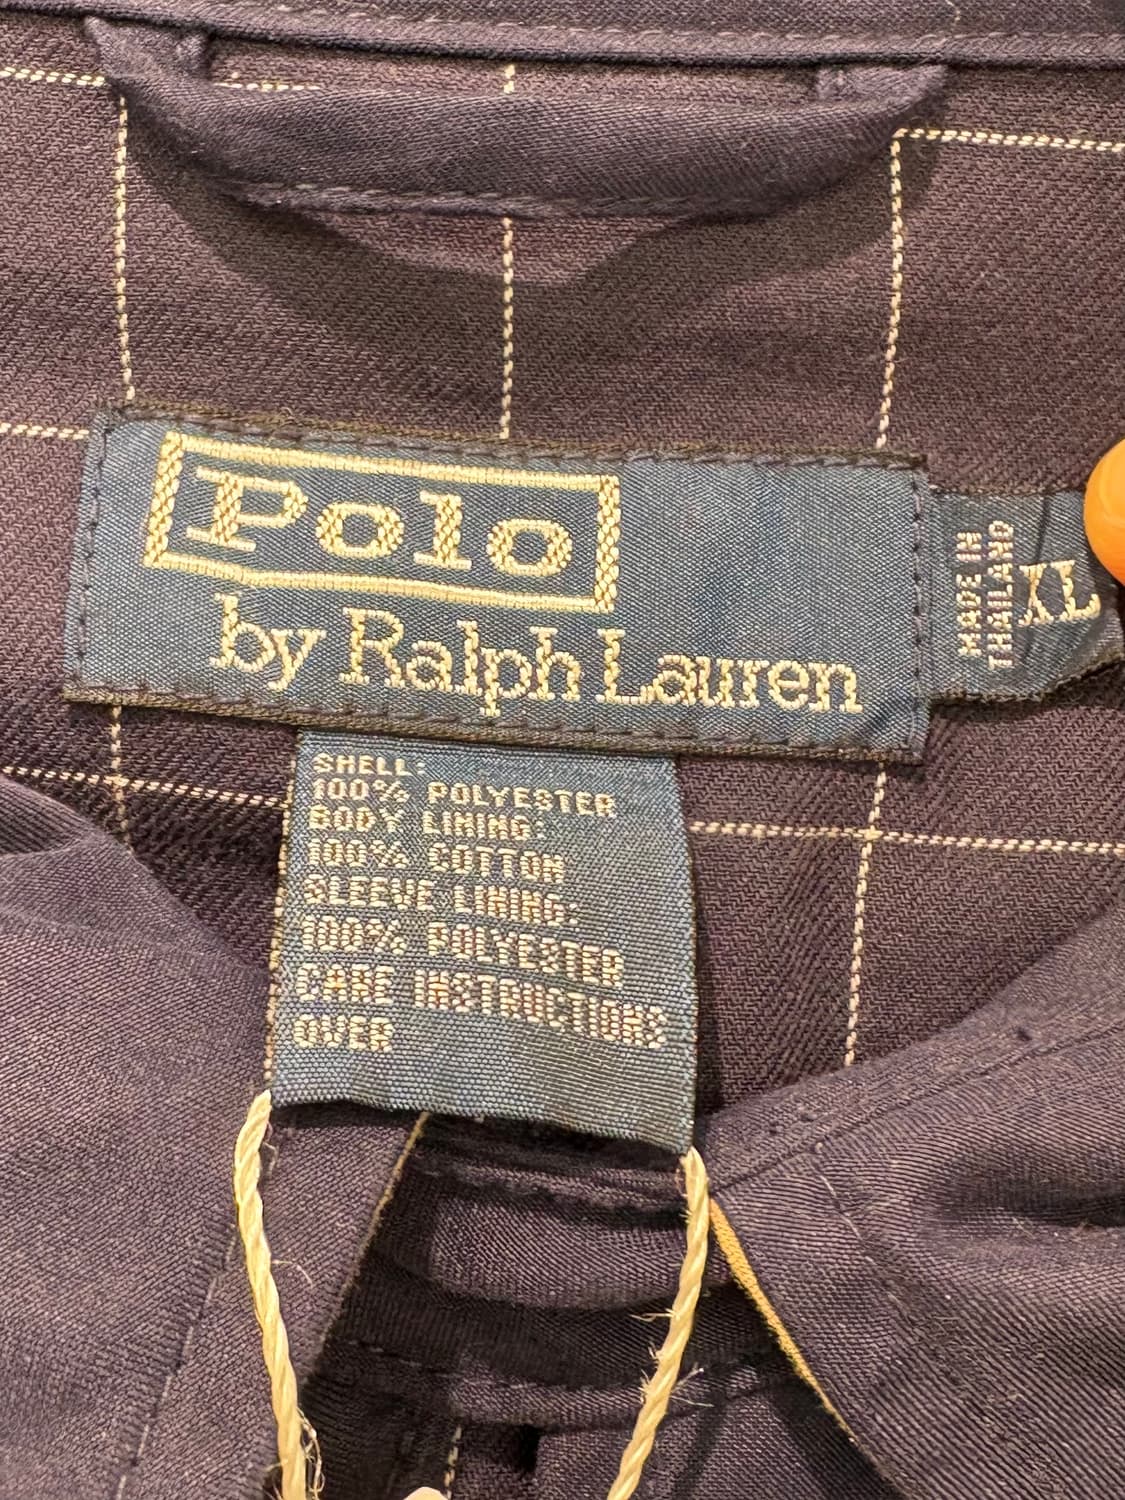 Polo
by Ralph Lauren
MADE IN
THAILAND
XL
SHELL:
100% POLYESTER
BODY LINING:
100% COTTON
SLEEVE LINING:
100% POLYESTER
CARE INSTRUCTIONS
OVER